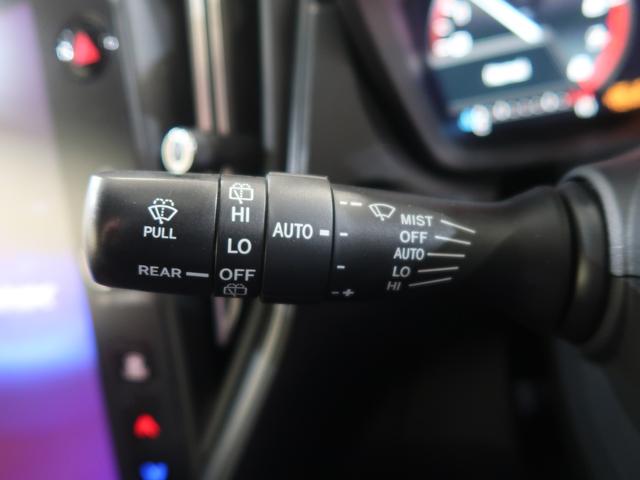 PULL
REAR
HI
LO
OFF
AUTO
- +
MIST
OFF
AUTO
LO
HI